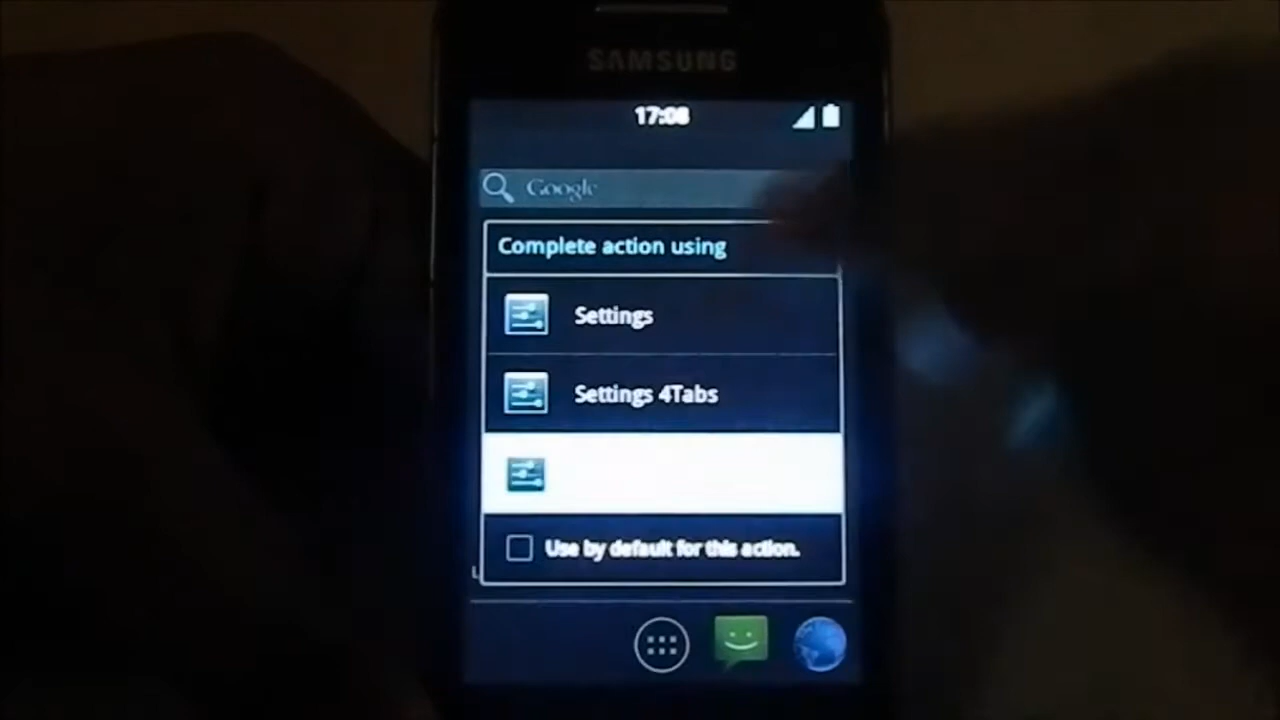 SAMSUNG
17:08
Google
Complete action using
Settings
Settings 4Tabs
Use by default for this action.